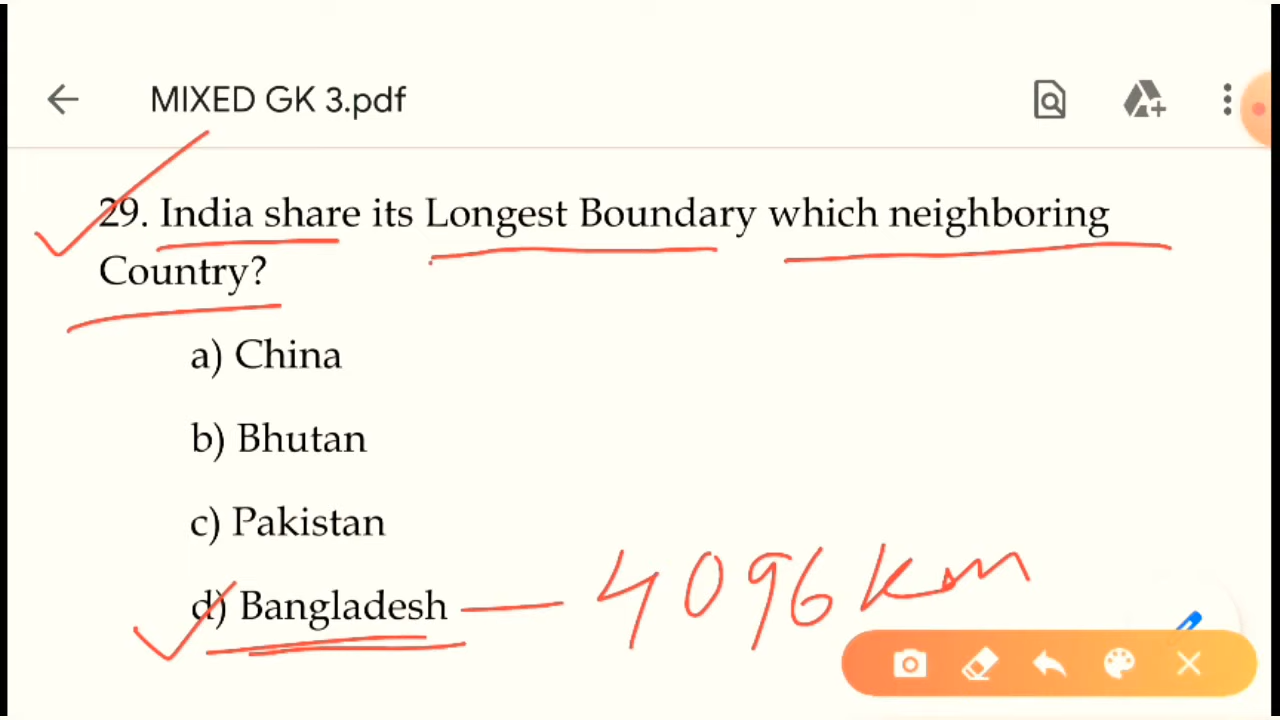 MIXED GK 3.pdf
29. India share its Longest Boundary which neighboring
Country?
a) China
b) Bhutan
c) Pakistan
d) Bangladesh — 4096 km